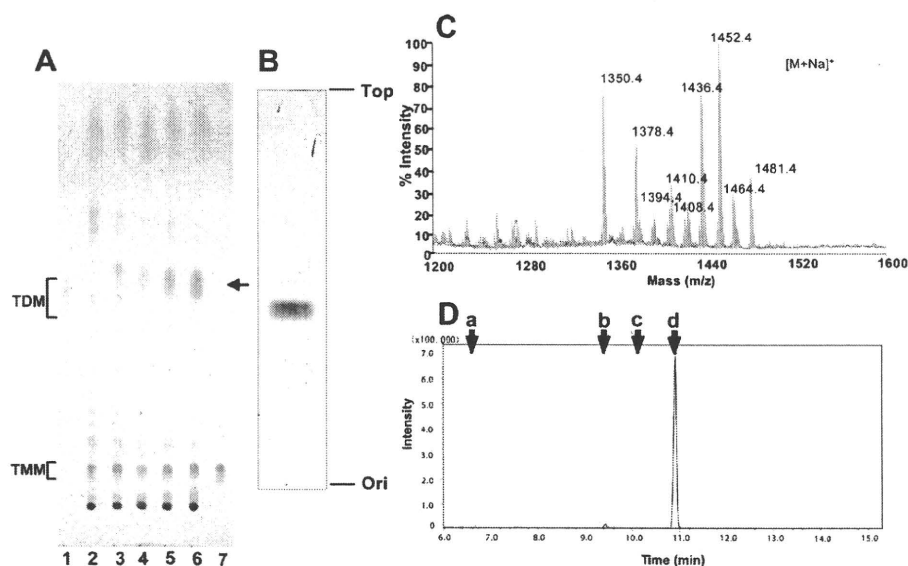 A
B
Top
TDM
TMM
Ori
1 2 3 4 5 6 7
C
% Intensity
100
90
80
70
60
50
40
30
20
10
0
1350.4
1378.4
1394.4
1410.4
1408.4
1436.4
1452.4
1464.4
1481.4
[M+Na]⁺
1200 1280 1360 1440 1520 1600
Mass (m/z)
D
a b c d
(x100,000)
Intensity
7.0
6.0
5.0
4.0
3.0
2.0
1.0
0
6.0 7.0 8.0 9.0 10.0 11.0 12.0 13.0 14.0 15.0
Time (min)